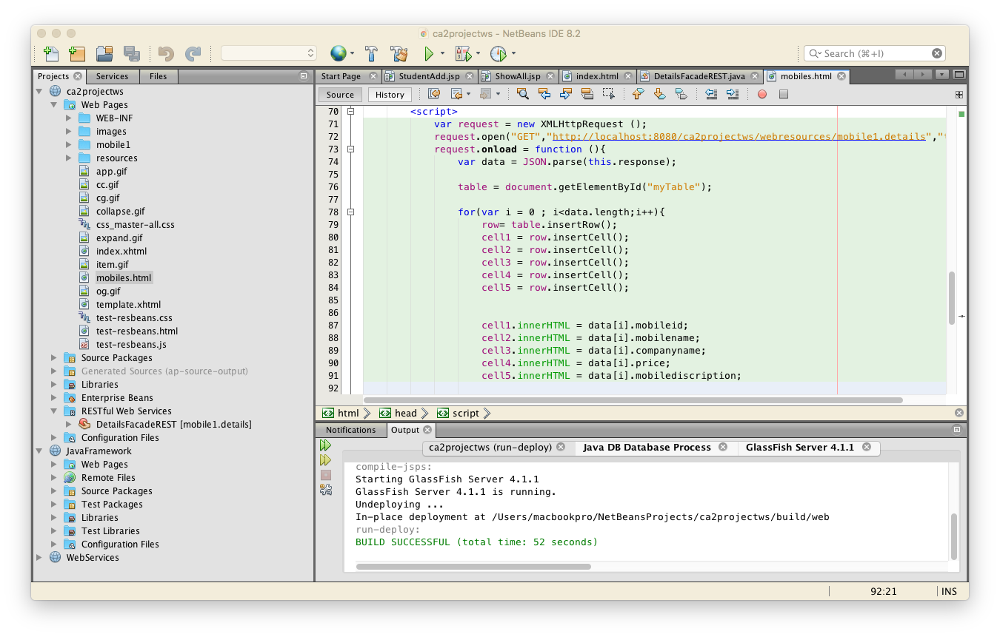 ca2projectws - NetBeans IDE 8.2
Search (⌘+I)
Projects Services Files
Start Page StudentAdd.jsp ShowAll.jsp index.html DetailsFacadeREST.java mobiles.html
Source History
ca2projectws
Web Pages
WEB-INF
images
mobile1
resources
app.gif
cc.gif
cg.gif
collapse.gif
css_master-all.css
expand.gif
index.xhtml
item.gif
mobiles.html
og.gif
template.xhtml
test-resbeans.css
test-resbeans.html
test-resbeans.js
Source Packages
Generated Sources (ap-source-output)
Libraries
Enterprise Beans
RESTful Web Services
DetailsFacadeREST [mobile1.details]
Configuration Files
JavaFramework
Web Pages
Remote Files
Source Packages
Test Packages
Libraries
Test Libraries
Configuration Files
WebServices
70 <script>
71 var request = new XMLHttpRequest ();
72 request.open("GET","http://localhost:8080/ca2projectws/webresources/mobile1.details","
73 request.onload = function (){
74 var data = JSON.parse(this.response);
75
76 table = document.getElementById("myTable");
77
78 for(var i = 0 ; i<data.length;i++){
79 row= table.insertRow();
80 cell1 = row.insertCell();
81 cell2 = row.insertCell();
82 cell3 = row.insertCell();
83 cell4 = row.insertCell();
84 cell5 = row.insertCell();
85
86
87 cell1.innerHTML = data[i].mobileid;
88 cell2.innerHTML = data[i].mobilename;
89 cell3.innerHTML = data[i].companyname;
90 cell4.innerHTML = data[i].price;
91 cell5.innerHTML = data[i].mobilediscription;
92
html head script
Notifications Output
ca2projectws (run-deploy) Java DB Database Process GlassFish Server 4.1.1
compile-jsps:
Starting GlassFish Server 4.1.1
GlassFish Server 4.1.1 is running.
Undeploying ...
In-place deployment at /Users/macbookpro/NetBeansProjects/ca2projectws/build/web
run-deploy:
BUILD SUCCESSFUL (total time: 52 seconds)
92:21 INS